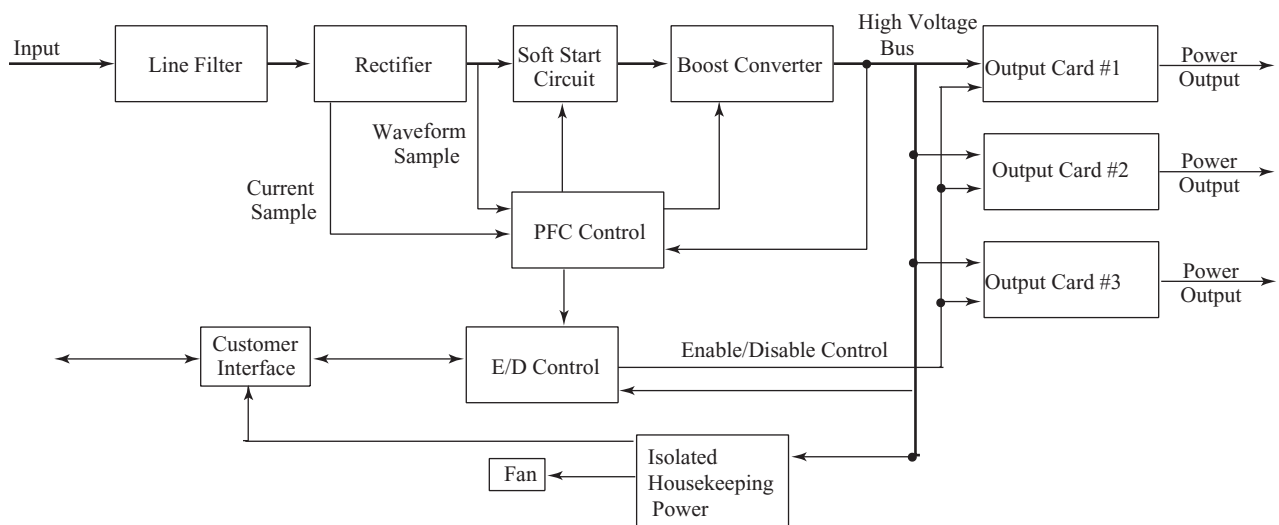 Input
Line Filter
Rectifier
Soft Start
Circuit
Boost Converter
High Voltage
Bus
Output Card #1
Power
Output
Waveform
Sample
Current
Sample
PFC Control
Output Card #2
Power
Output
Output Card #3
Power
Output
Customer
Interface
E/D Control
Enable/Disable Control
Fan
Isolated
Housekeeping
Power